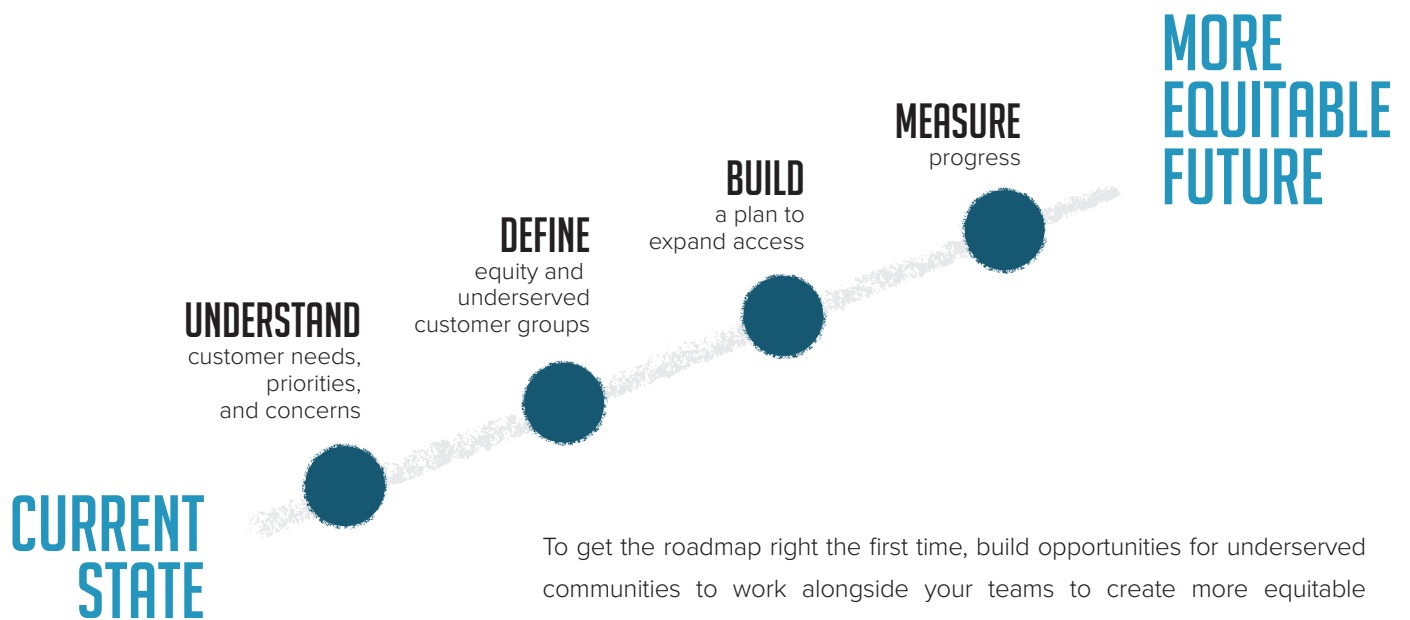 MORE
EQUITABLE
FUTURE
MEASURE
progress
BUILD
a plan to
expand access
DEFINE
equity and
underserved
customer groups
UNDERSTAND
customer needs,
priorities,
and concerns
CURRENT
STATE
To get the roadmap right the first time, build opportunities for underserved
communities to work alongside your teams to create more equitable